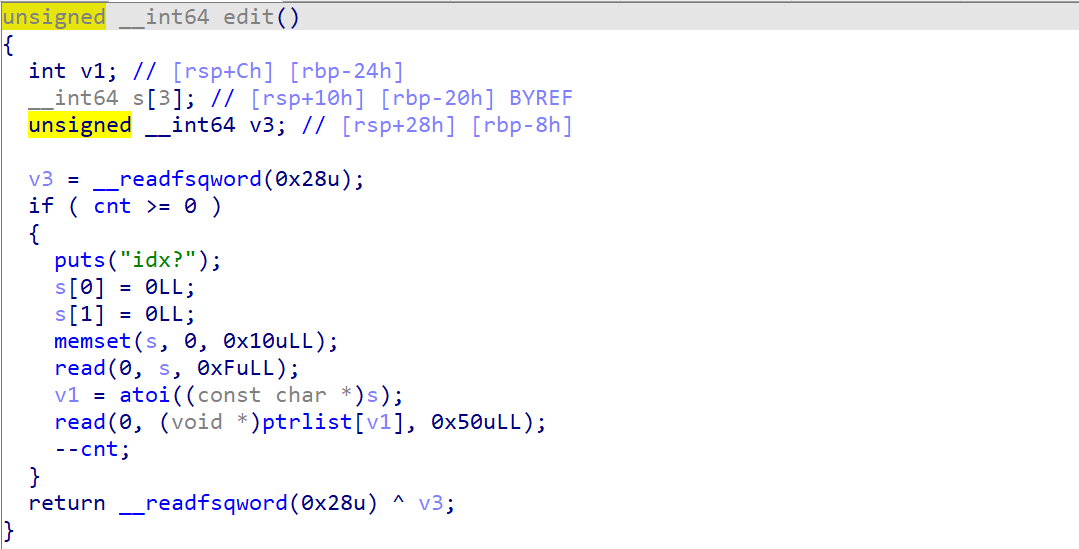 unsigned __int64 edit()
{
  int v1; // [rsp+Ch] [rbp-24h]
  __int64 s[3]; // [rsp+10h] [rbp-20h] BYREF
  unsigned __int64 v3; // [rsp+28h] [rbp-8h]

  v3 = __readfsqword(0x28u);
  if ( cnt >= 0 )
  {
    puts("idx?");
    s[0] = 0LL;
    s[1] = 0LL;
    memset(s, 0, 0x10uLL);
    read(0, s, 0xFuLL);
    v1 = atoi((const char *)s);
    read(0, (void *)ptrlist[v1], 0x50uLL);
    --cnt;
  }
  return __readfsqword(0x28u) ^ v3;
}